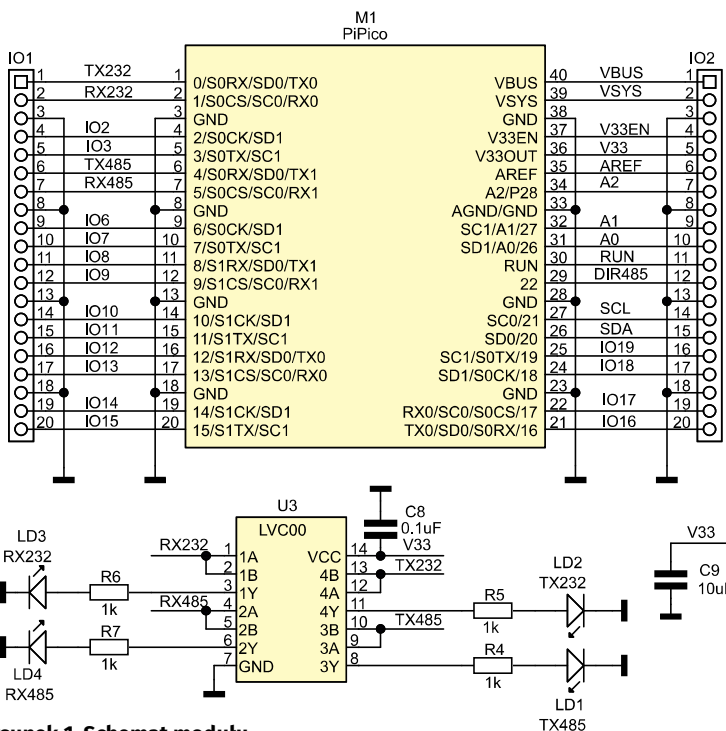 M1
PiPico
IO1
IO2
1 TX232 1 0/S0RX/SD0/TX0 VBUS 40 VBUS 1
2 RX232 2 1/S0CS/SC0/RX0 VSYS 39 VSYS 2
3 3 GND GND 38 3
4 IO2 4 2/S0CK/SD1 V33EN 37 V33EN 4
5 IO3 5 3/S0TX/SC1 V33OUT 36 V33 5
6 TX485 6 4/S0RX/SD0/TX1 AREF 35 AREF 6
7 RX485 7 5/S0CS/SC0/RX1 A2/P28 34 A2 7
8 8 GND AGND/GND 33 8
9 IO6 9 6/S0CK/SD1 SC1/A1/27 32 A1 9
10 IO7 10 7/S0TX/SC1 SD1/A0/26 31 A0 10
11 IO8 11 8/S1RX/SD0/TX1 RUN 30 RUN 11
12 IO9 12 9/S1CS/SC0/RX1 22 29 DIR485 12
13 13 GND GND 28 13
14 IO10 14 10/S1CK/SD1 SC0/21 27 SCL 14
15 IO11 15 11/S1TX/SC1 SD0/20 26 SDA 15
16 IO12 16 12/S1RX/SD0/TX0 SC1/S0TX/19 25 IO19 16
17 IO13 17 13/S1CS/SC0/RX0 SD1/S0CK/18 24 IO18 17
18 18 GND GND 23 18
19 IO14 19 14/S1CK/SD1 RX0/SC0/S0CS/17 22 IO17 19
20 IO15 20 15/S1TX/SC1 TX0/SD0/S0RX/16 21 IO16 20
U3
LVC00
C8
0.1uF
RX232 1 1A VCC 14 V33
2 1B 4B 13 TX232
3 1Y 4A 12
RX485 4 2A 4Y 11
5 2B 3B 10 TX485
6 2Y 3A 9
7 GND 3Y 8
LD3
RX232
R6
1k
R7
1k
LD4
RX485
R5
1k
LD2
TX232
R4
1k
LD1
TX485
V33
C9
10u
1. Schemat modułu